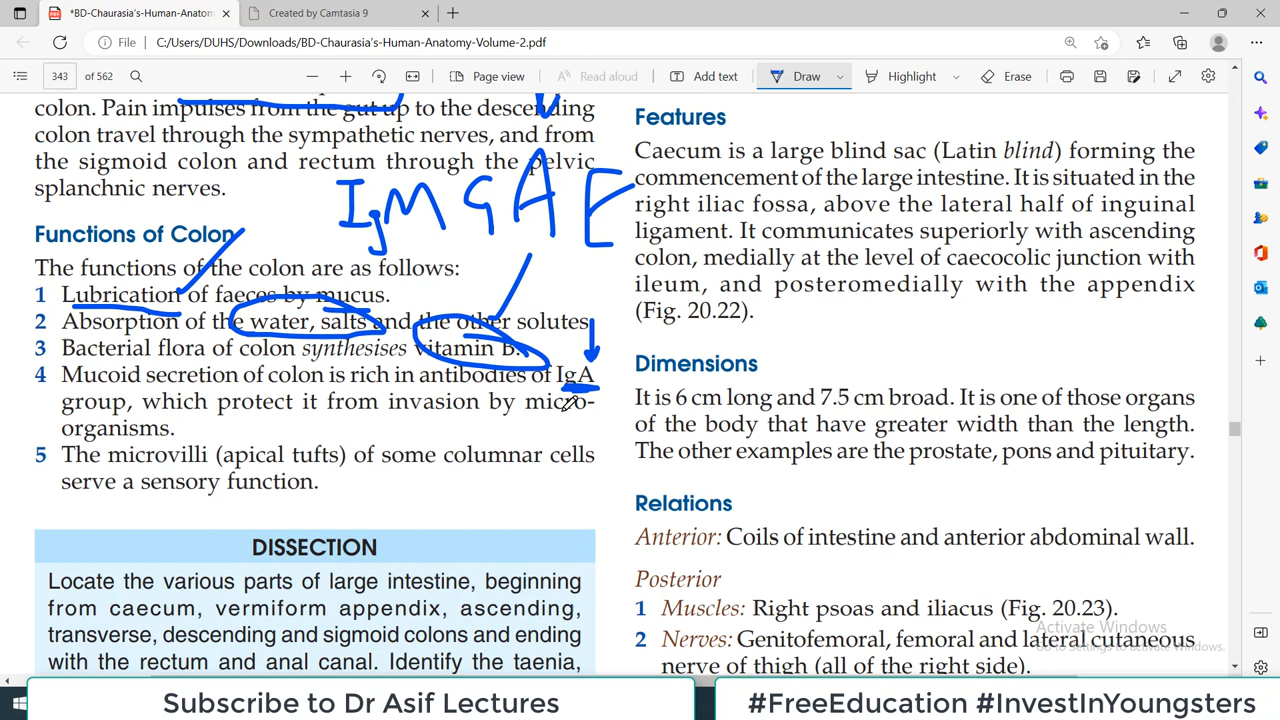 *BD-Chaurasia's-Human-Anatom
Created by Camtasia 9
File
C:/Users/DUHS/Downloads/BD-Chaurasia's-Human-Anatomy-Volume-2.pdf
343 of 562
Page view
Read aloud
Add text
Draw
Highlight
Erase
colon. Pain impulses from the gut up to the descending
colon travel through the sympathetic nerves, and from
the sigmoid colon and rectum through the pelvic
splanchnic nerves.
IgM G A E
Functions of Colon
The functions of the colon are as follows:
1 Lubrication of faeces by mucus.
2 Absorption of the water, salts and the other solutes.
3 Bacterial flora of colon synthesises vitamin B.
4 Mucoid secretion of colon is rich in antibodies of IgA
group, which protect it from invasion by micro-
organisms.
5 The microvilli (apical tufts) of some columnar cells
serve a sensory function.
DISSECTION
Locate the various parts of large intestine, beginning
from caecum, vermiform appendix, ascending,
transverse, descending and sigmoid colons and ending
with the rectum and anal canal. Identify the taenia,
Features
Caecum is a large blind sac (Latin blind) forming the
commencement of the large intestine. It is situated in the
right iliac fossa, above the lateral half of inguinal
ligament. It communicates superiorly with ascending
colon, medially at the level of caecocolic junction with
ileum, and posteromedially with the appendix
(Fig. 20.22).
Dimensions
It is 6 cm long and 7.5 cm broad. It is one of those organs
of the body that have greater width than the length.
The other examples are the prostate, pons and pituitary.
Relations
Anterior: Coils of intestine and anterior abdominal wall.
Posterior
1 Muscles: Right psoas and iliacus (Fig. 20.23).
2 Nerves: Genitofemoral, femoral and lateral cutaneous
nerve of thigh (all of the right side).
Activate Windows
Go to Settings to activate Windows.
Subscribe to Dr Asif Lectures
#FreeEducation #InvestInYoungsters